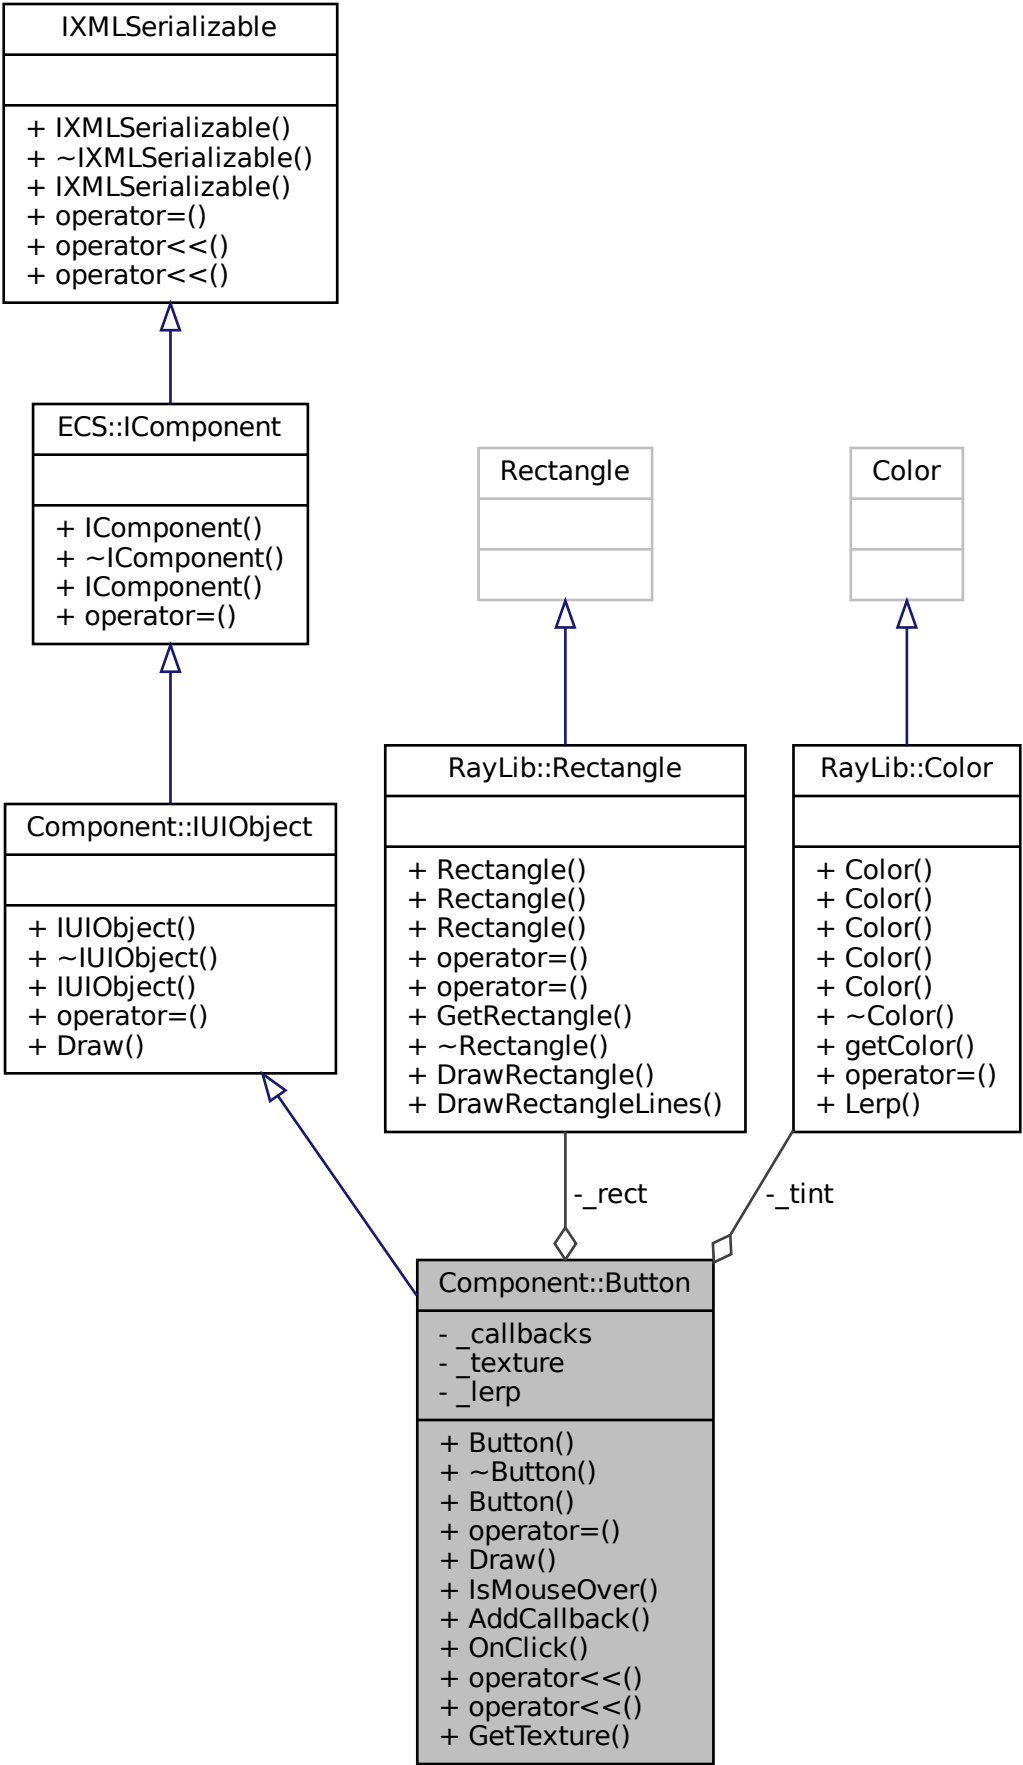 IXMLSerializable
+ IXMLSerializable()
+ ~IXMLSerializable()
+ IXMLSerializable()
+ operator=()
+ operator<<()
+ operator<<()
ECS::IComponent
+ IComponent()
+ ~IComponent()
+ IComponent()
+ operator=()
Rectangle
Color
Component::IUIObject
+ IUIObject()
+ ~IUIObject()
+ IUIObject()
+ operator=()
+ Draw()
RayLib::Rectangle
+ Rectangle()
+ Rectangle()
+ Rectangle()
+ operator=()
+ operator=()
+ GetRectangle()
+ ~Rectangle()
+ DrawRectangle()
+ DrawRectangleLines()
RayLib::Color
+ Color()
+ Color()
+ Color()
+ Color()
+ Color()
+ ~Color()
+ getColor()
+ operator=()
+ Lerp()
-_rect
-_tint
Component::Button
- _callbacks
- _texture
- _lerp
+ Button()
+ ~Button()
+ Button()
+ operator=()
+ Draw()
+ IsMouseOver()
+ AddCallback()
+ OnClick()
+ operator<<()
+ operator<<()
+ GetTexture()